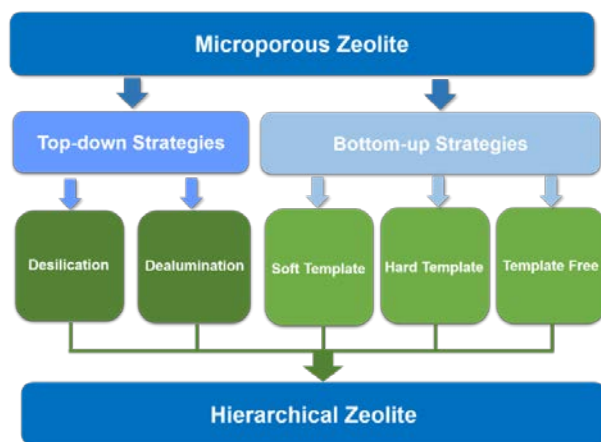 Microporous Zeolite
Top-down Strategies
Bottom-up Strategies
Desilication
Dealumination
Soft Template
Hard Template
Template Free
Hierarchical Zeolite